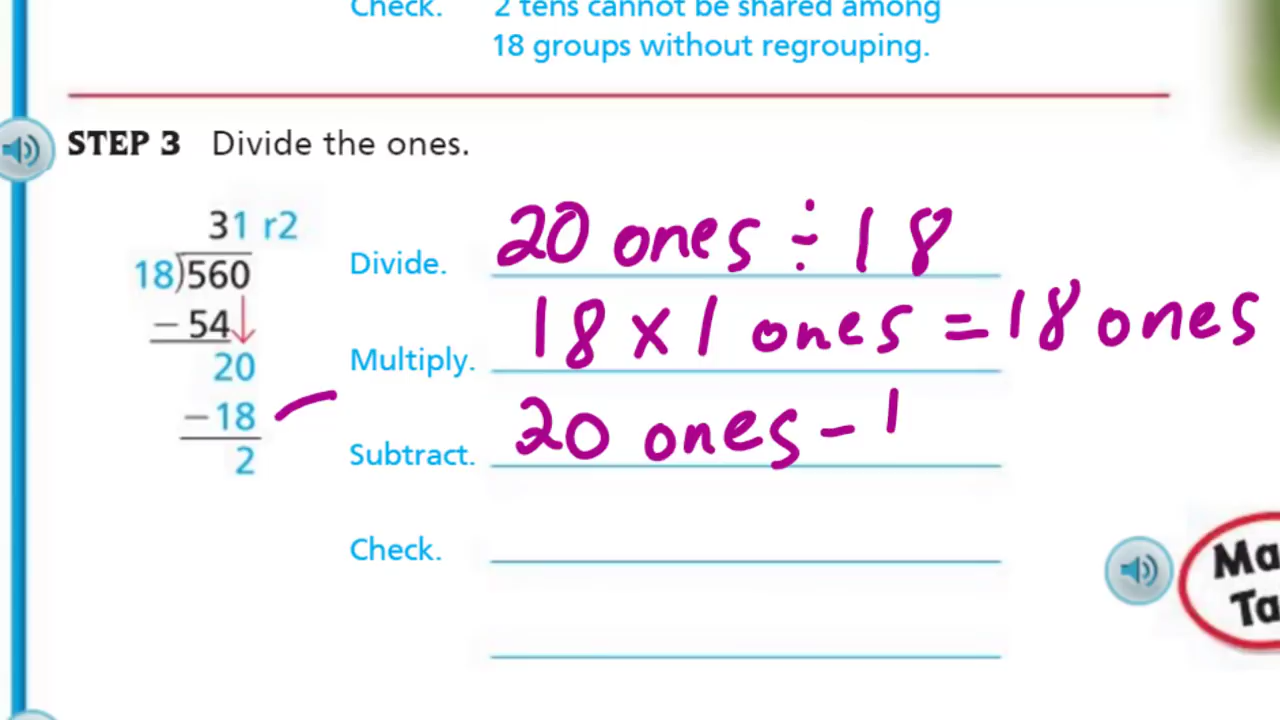 Check. 2 tens cannot be shared among
18 groups without regrouping.
STEP 3 Divide the ones.
31 r2
18)560
Divide. 20 ones ÷ 18
− 54
Multiply. 18 x 1 ones = 18 ones
20
−18
Subtract. 20 ones - 1
2
Check.
Ma
Ta